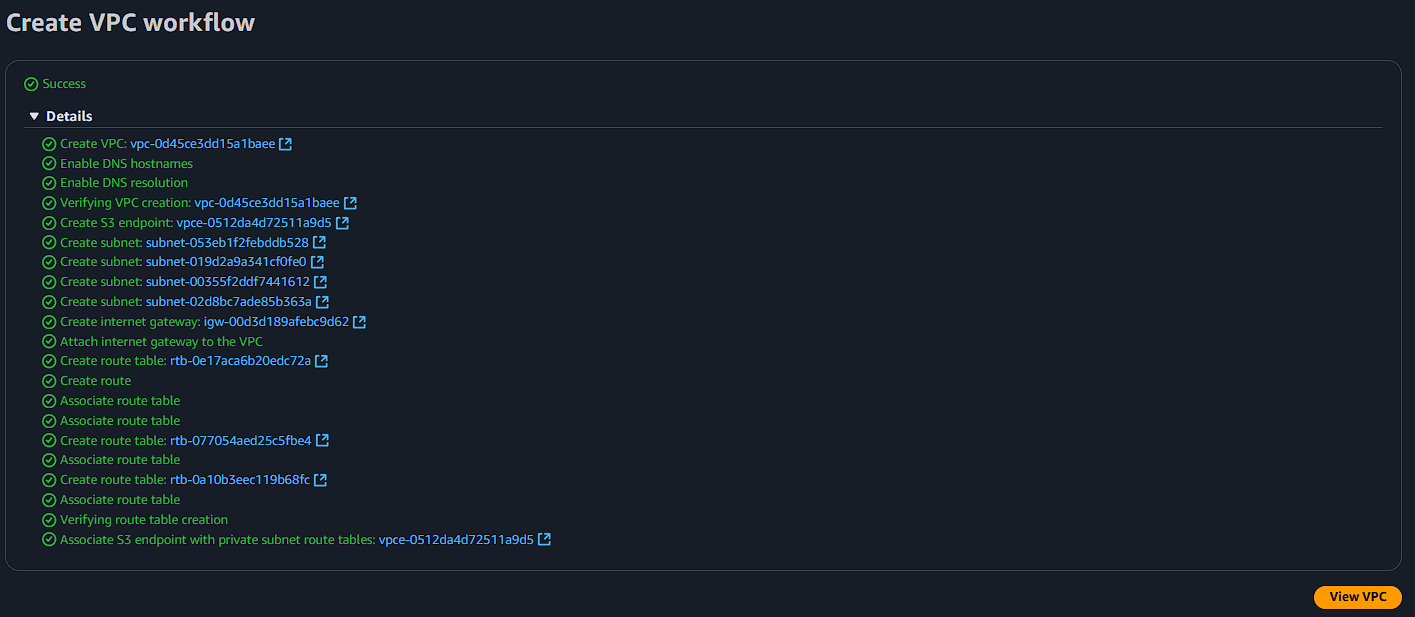 Create VPC workflow
Success
Details
Create VPC: vpc-0d45ce3dd15a1baee
Enable DNS hostnames
Enable DNS resolution
Verifying VPC creation: vpc-0d45ce3dd15a1baee
Create S3 endpoint: vpce-0512da4d72511a9d5
Create subnet: subnet-053eb1f2febddb528
Create subnet: subnet-019d2a9a341cf0fe0
Create subnet: subnet-00355f2ddf7441612
Create subnet: subnet-02d8bc7ade85b363a
Create internet gateway: igw-00d3d189afebc9d62
Attach internet gateway to the VPC
Create route table: rtb-0e17aca6b20edc72a
Create route
Associate route table
Associate route table
Create route table: rtb-077054aed25c5fbe4
Associate route table
Create route table: rtb-0a10b3eec119b68fc
Associate route table
Verifying route table creation
Associate S3 endpoint with private subnet route tables: vpce-0512da4d72511a9d5
View VPC